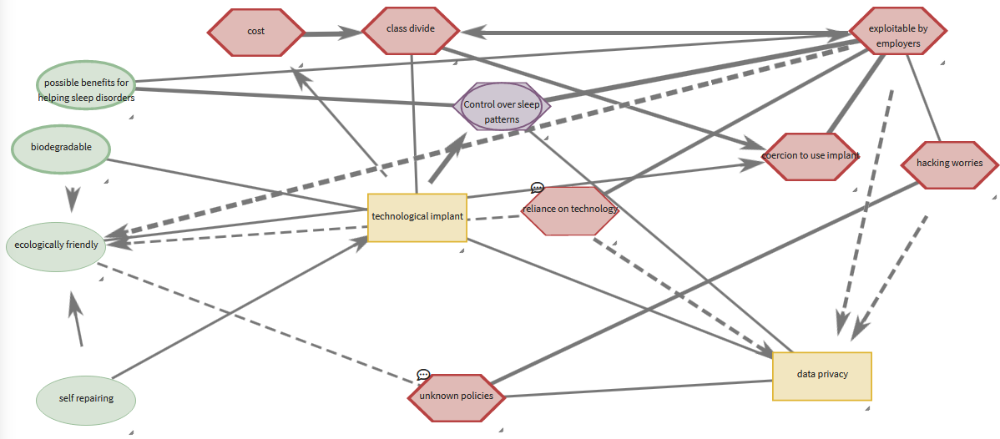 cost
class divide
exploitable by
employers
possible benefits for
helping sleep disorders
Control over sleep
patterns
biodegradable
coercion to use implant
hacking worries
technological implant
reliance on technology
ecologically friendly
data privacy
self repairing
unknown policies